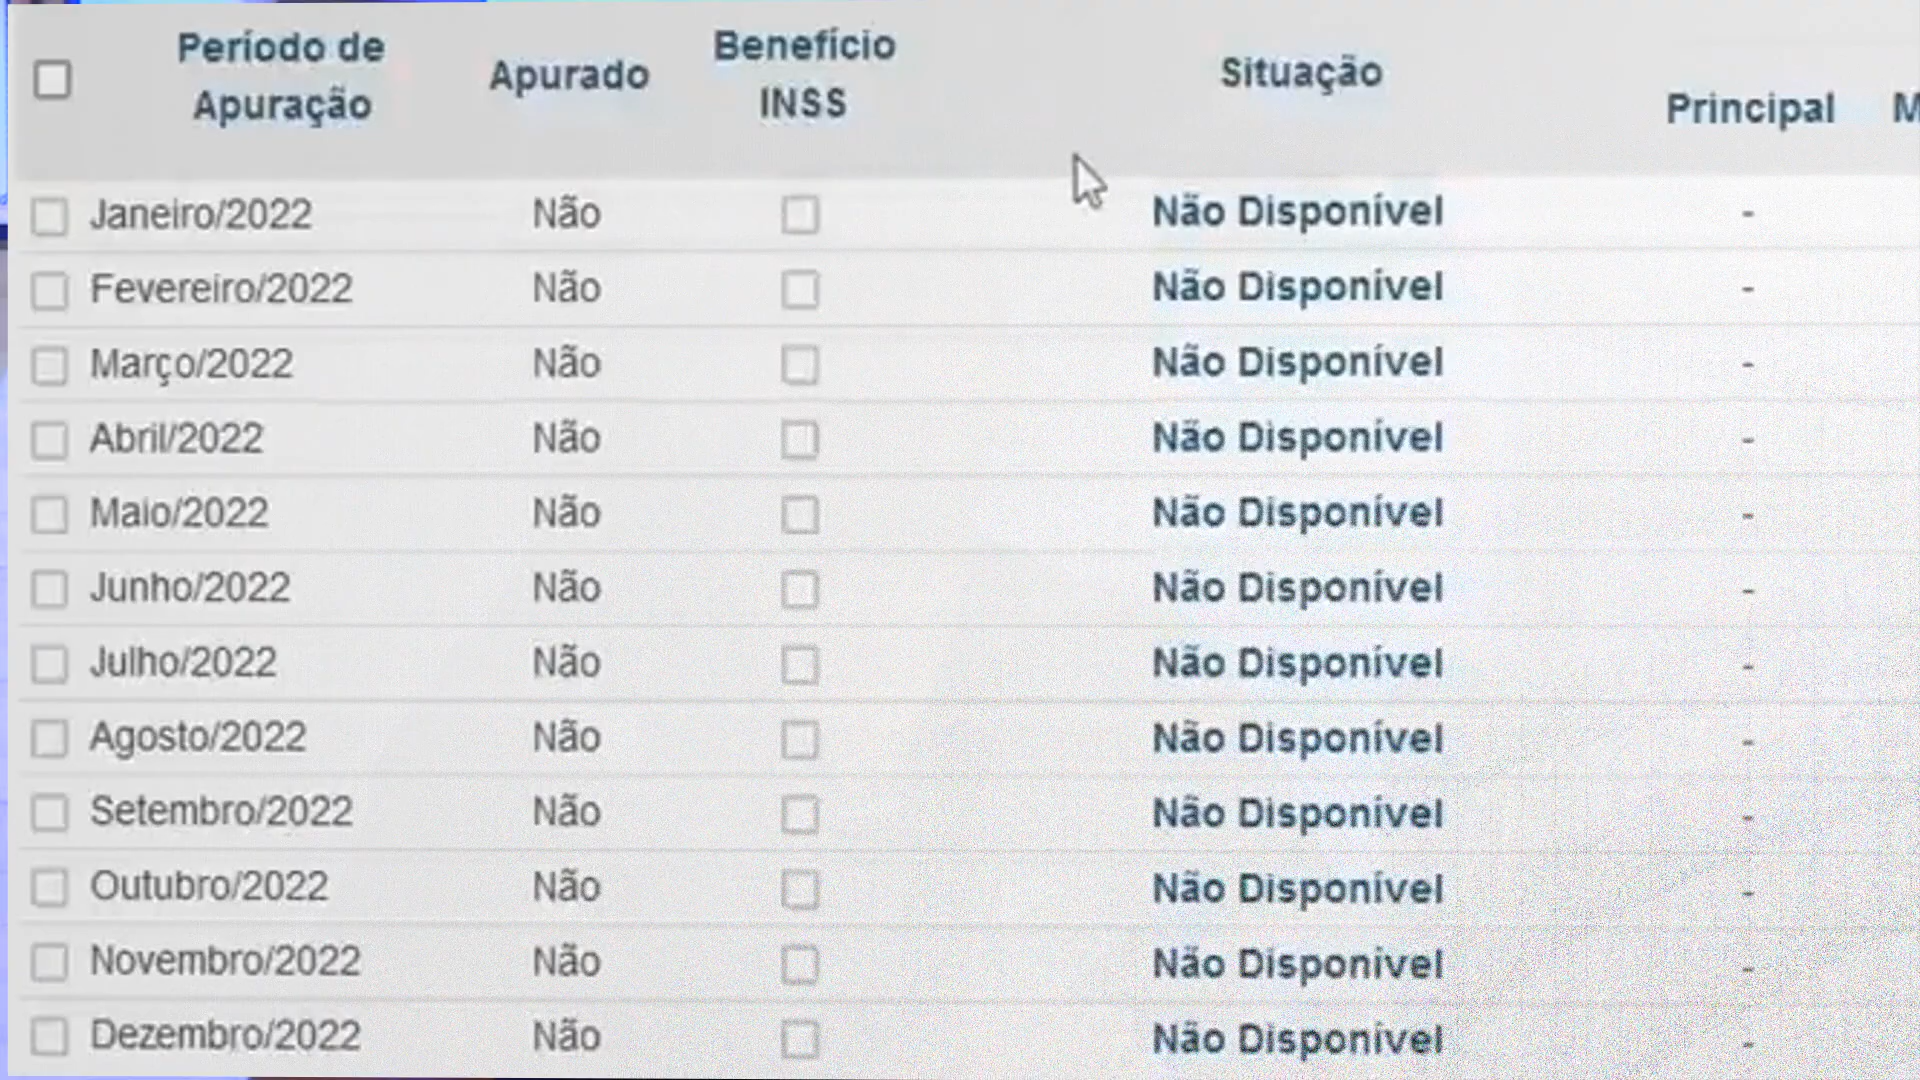 Período de Apuração Apurado Benefício INSS Situação Principal M
Janeiro/2022 Não Não Disponível -
Fevereiro/2022 Não Não Disponível -
Março/2022 Não Não Disponível -
Abril/2022 Não Não Disponível -
Maio/2022 Não Não Disponível -
Junho/2022 Não Não Disponível -
Julho/2022 Não Não Disponível -
Agosto/2022 Não Não Disponível -
Setembro/2022 Não Não Disponível -
Outubro/2022 Não Não Disponível -
Novembro/2022 Não Não Disponível -
Dezembro/2022 Não Não Disponível -